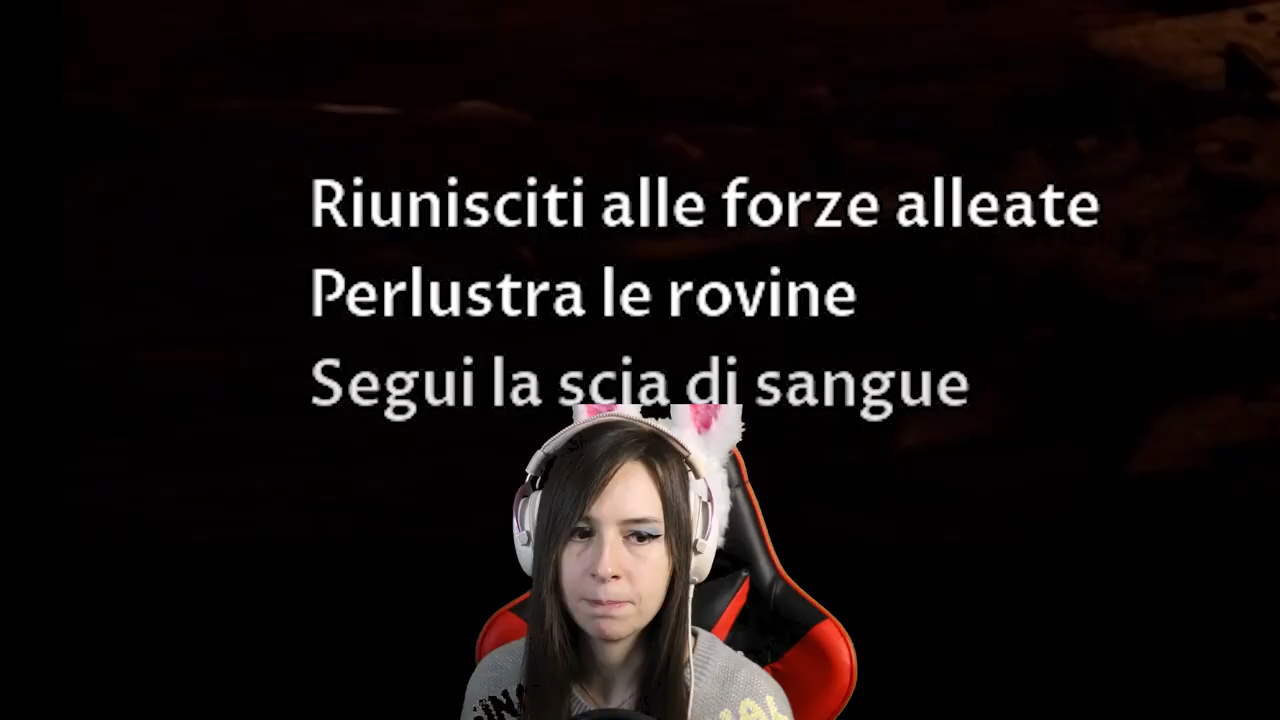 Riunisciti alle forze alleate
Perlustra le rovine
Segui la scia di sangue